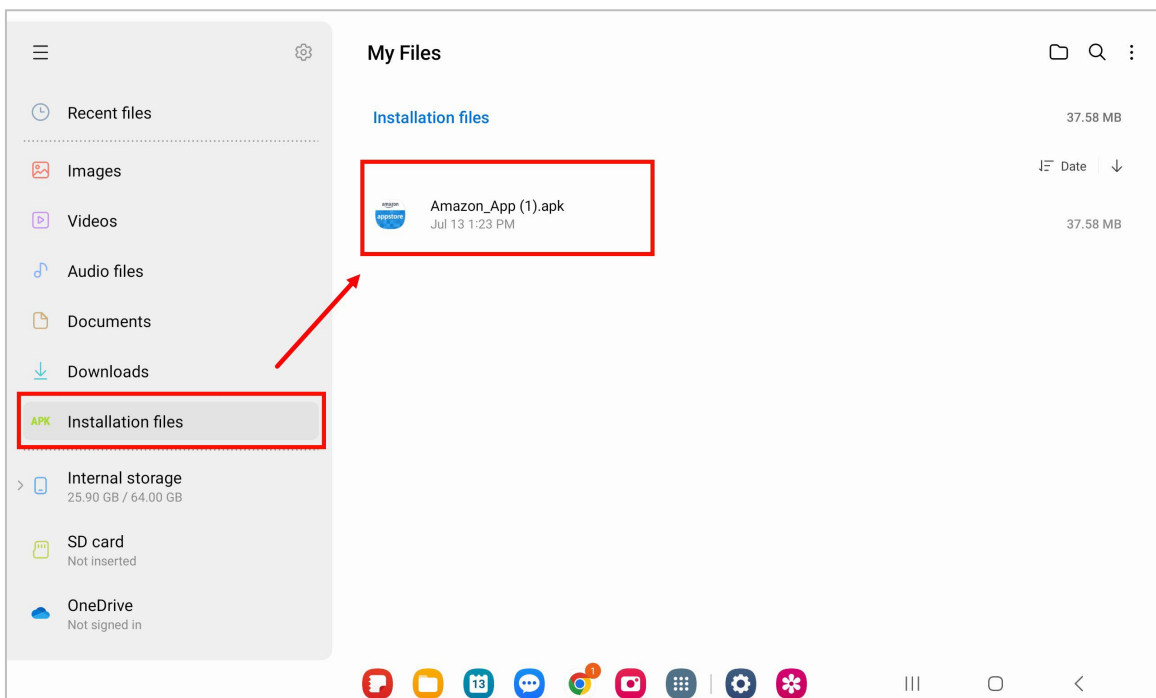 My Files
Recent files
Images
Videos
Audio files
Documents
Downloads
APK Installation files
Internal storage
25.90 GB / 64.00 GB
SD card
Not inserted
OneDrive
Not signed in
Installation files
37.58 MB
Date
amazon
appstore
Amazon_App (1).apk
Jul 13 1:23 PM
37.58 MB
13
1